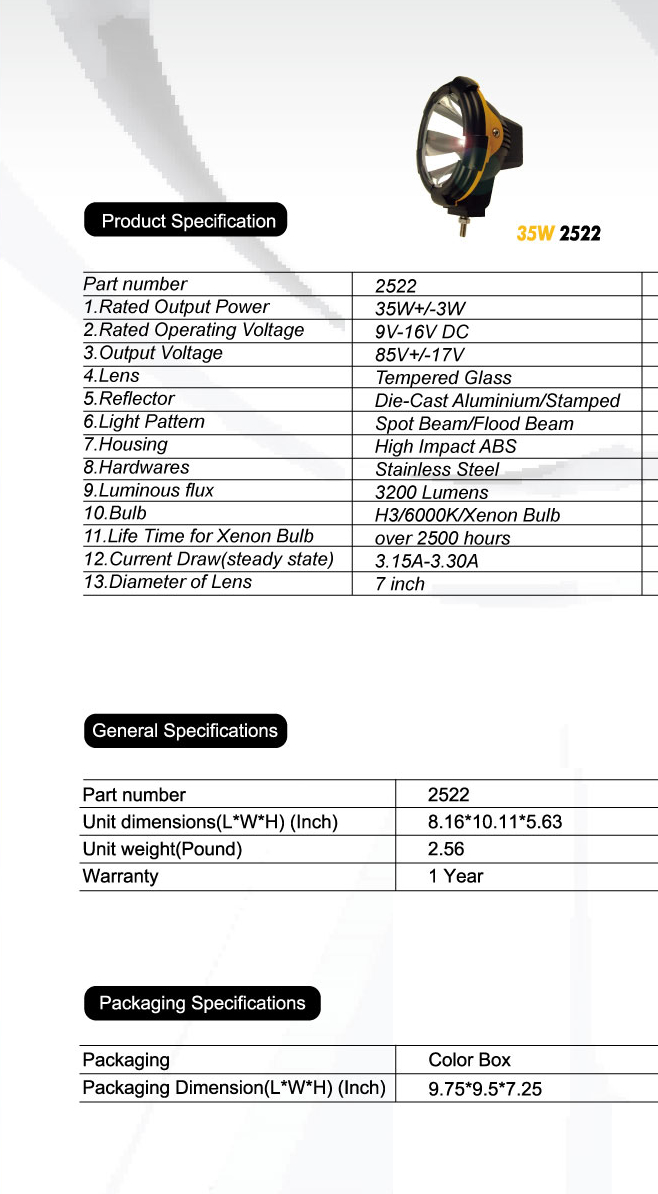 35W 2522
Product Specification
Part number 2522
1.Rated Output Power 35W+/-3W
2.Rated Operating Voltage 9V-16V DC
3.Output Voltage 85V+/-17V
4.Lens Tempered Glass
5.Reflector Die-Cast Aluminium/Stamped
6.Light Pattern Spot Beam/Flood Beam
7.Housing High Impact ABS
8.Hardwares Stainless Steel
9.Luminous flux 3200 Lumens
10.Bulb H3/6000K/Xenon Bulb
11.Life Time for Xenon Bulb over 2500 hours
12.Current Draw(steady state) 3.15A-3.30A
13.Diameter of Lens 7 inch
General Specifications
Part number 2522
Unit dimensions(L*W*H) (Inch) 8.16*10.11*5.63
Unit weight(Pound) 2.56
Warranty 1 Year
Packaging Specifications
Packaging Color Box
Packaging Dimension(L*W*H) (Inch) 9.75*9.5*7.25